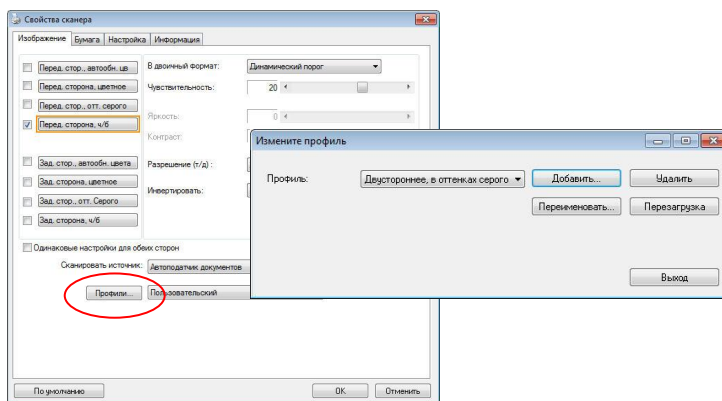 Свойства сканера
Изображение Бумага Настройка Информация
Перед. стор., автообн. цв
В двоичный формат: Динамический порог
Перед. сторона, цветное
Чувствительность: 20
Перед. стор., отт. серого
Яркость: 0
Перед. сторона, ч/б
Контраст:
Зад. стор., автообн. цвета
Разрешение (т/д) :
Зад. сторона, цветное
Инвертировать:
Зад. стор., отт. Серого
Зад. сторона, ч/б
Одинаковые настройки для обеих сторон
Сканировать источник: Автоподатчик документов
Профили... Пользовательский
По умолчанию OK Отменить
Измените профиль
Профиль: Двустороннее, в оттенках серого Добавить... Удалить
Переименовать... Перезагрузка
Выход